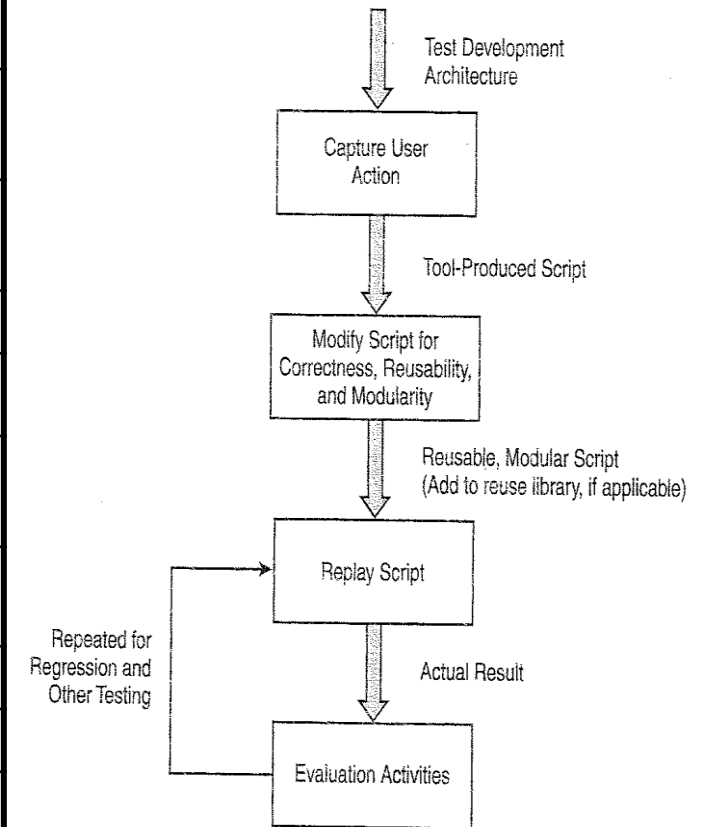 Test Development
Architecture
Capture User
Action
Tool-Produced Script
Modify Script for
Correctness, Reusability,
and Modularity
Reusable, Modular Script
(Add to reuse library, if applicable)
Replay Script
Repeated for
Regression and
Other Testing
Actual Result
Evaluation Activities